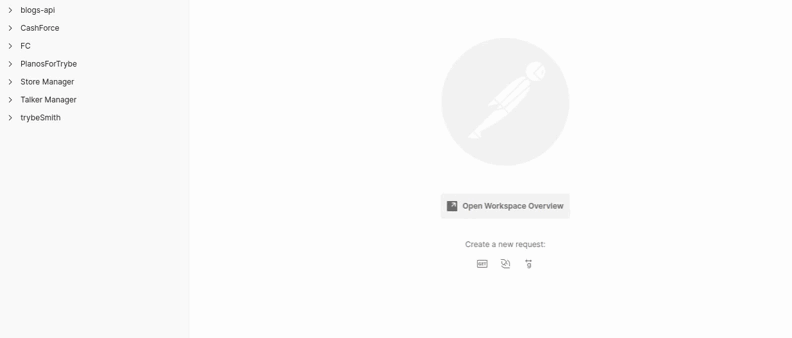 blogs-api
CashForce
FC
PlanosForTrybe
Store Manager
Talker Manager
trybeSmith
Open Workspace Overview
Create a new request: